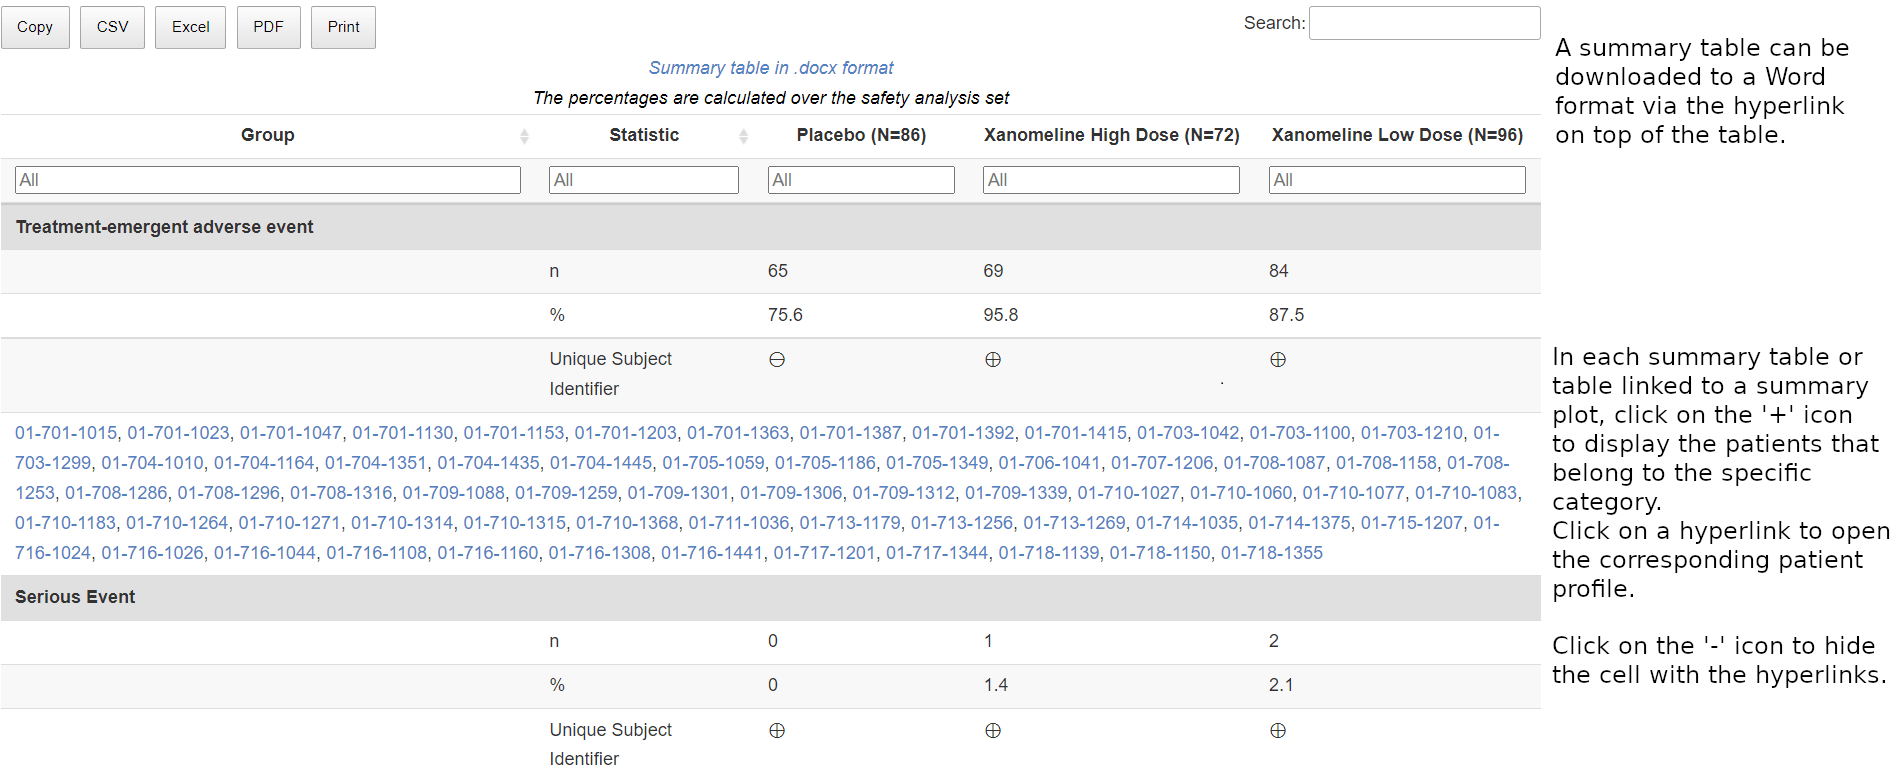 Copy CSV Excel PDF Print Search:
Summary table in .docx format
The percentages are calculated over the safety analysis set
Group Statistic Placebo (N=86) Xanomeline High Dose (N=72) Xanomeline Low Dose (N=96)
All All All All All
Treatment-emergent adverse event
n 65 69 84
% 75.6 95.8 87.5
Unique Subject
Identifier
01-701-1015, 01-701-1023, 01-701-1047, 01-701-1130, 01-701-1153, 01-701-1203, 01-701-1363, 01-701-1387, 01-701-1392, 01-701-1415, 01-703-1042, 01-703-1100, 01-703-1210, 01-
703-1299, 01-704-1010, 01-704-1164, 01-704-1351, 01-704-1435, 01-704-1445, 01-705-1059, 01-705-1186, 01-705-1349, 01-706-1041, 01-707-1206, 01-708-1087, 01-708-1158, 01-708-
1253, 01-708-1286, 01-708-1296, 01-708-1316, 01-709-1088, 01-709-1259, 01-709-1301, 01-709-1306, 01-709-1312, 01-709-1339, 01-710-1027, 01-710-1060, 01-710-1077, 01-710-1083,
01-710-1183, 01-710-1264, 01-710-1271, 01-710-1314, 01-710-1315, 01-710-1368, 01-711-1036, 01-713-1179, 01-713-1256, 01-713-1269, 01-714-1035, 01-714-1375, 01-715-1207, 01-
716-1024, 01-716-1026, 01-716-1044, 01-716-1108, 01-716-1160, 01-716-1308, 01-716-1441, 01-717-1201, 01-717-1344, 01-718-1139, 01-718-1150, 01-718-1355
Serious Event
n 0 1 2
% 0 1.4 2.1
Unique Subject
Identifier
A summary table can be
downloaded to a Word
format via the hyperlink
on top of the table.
In each summary table or
table linked to a summary
plot, click on the '+' icon
to display the patients that
belong to the specific
category.
Click on a hyperlink to open
the corresponding patient
profile.
Click on the '-' icon to hide
the cell with the hyperlinks.